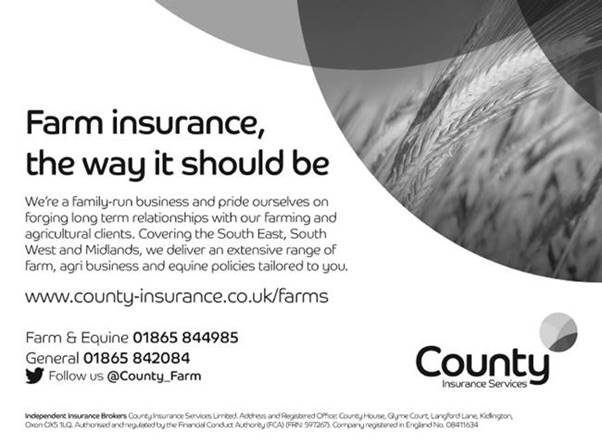 Farm insurance,
the way it should be
We're a family-run business and pride ourselves on
forging long term relationships with our farming and
agricultural clients. Covering the South East, South
West and Midlands, we deliver an extensive range of
farm, agri business and equine policies tailored to you.
www.county-insurance.co.uk/farms
Farm & Equine 01865 844985
General 01865 842084
Follow us @County_Farm
County
Insurance Services
Independent Insurance Brokers County Insurance Services Limited. Address and Registered Office: County House, Glyme Court, Langford Lane, Kidlington,
Oxon OX5 1LQ. Authorised and regulated by the Financial Conduct Authority (FCA) (FRN: 597267). Company registered in England No. 08411634